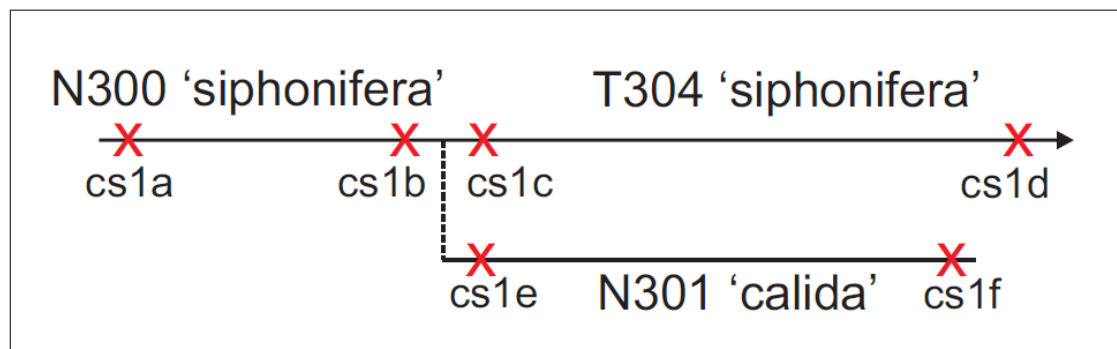 N300 ‘siphonifera’ T304 ‘siphonifera’
X X X X
cs1a cs1b cs1c cs1d
X X
cs1e N301 ‘calida’ cs1f